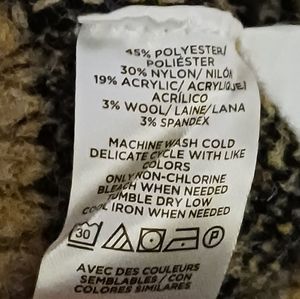 45% POLYESTER/
POLIÉSTER
30% NYLON/ NILÓN
19% ACRYLIC/ ACRYLIQUE/
ACRÍLICO
3% WOOL/ LAINE/LANA
3% SPANDEX
MACHINE WASH COLD
DELICATE CYCLE WITH LIKE
COLORS
ONLY NON-CHLORINE
BLEACH WHEN NEEDED
TUMBLE DRY LOW
COOL IRON WHEN NEEDED
30 P
AVEC DES COULEURS
SEMBLABLES / CON
COLORES SIMILARES